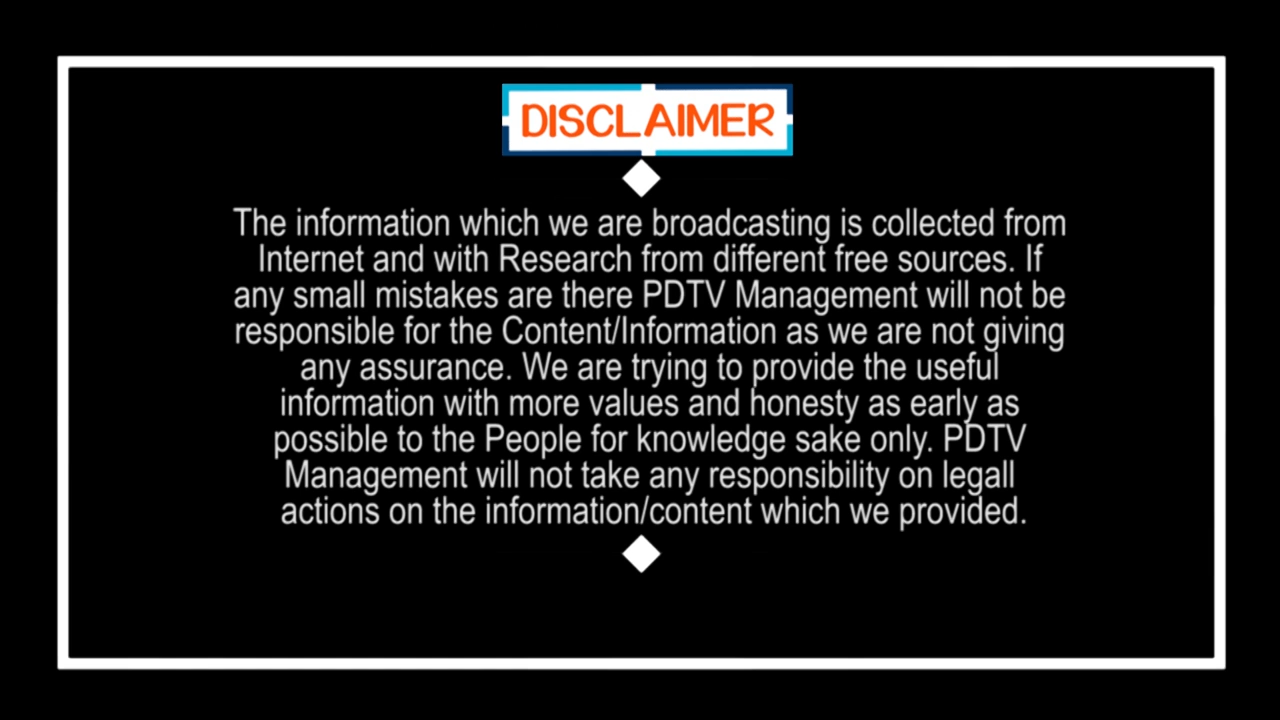 DISCLAIMER
The information which we are broadcasting is collected from
Internet and with Research from different free sources. If
any small mistakes are there PDTV Management will not be
responsible for the Content/Information as we are not giving
any assurance. We are trying to provide the useful
information with more values and honesty as early as
possible to the People for knowledge sake only. PDTV
Management will not take any responsibility on legall
actions on the information/content which we provided.